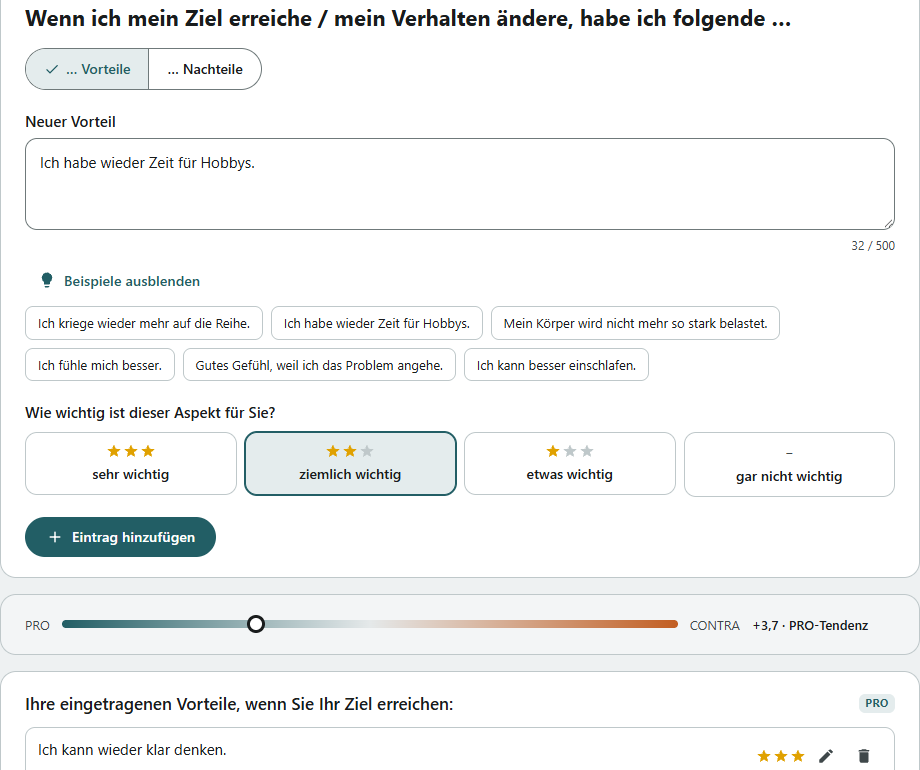 Wenn ich mein Ziel erreiche / mein Verhalten ändere, habe ich folgende ...
... Vorteile
... Nachteile
Neuer Vorteil
Ich habe wieder Zeit für Hobbys.
32 / 500
Beispiele ausblenden
Ich kriege wieder mehr auf die Reihe.
Ich habe wieder Zeit für Hobbys.
Mein Körper wird nicht mehr so stark belastet.
Ich fühle mich besser.
Gutes Gefühl, weil ich das Problem angehe.
Ich kann besser einschlafen.
Wie wichtig ist dieser Aspekt für Sie?
sehr wichtig
ziemlich wichtig
etwas wichtig
–
gar nicht wichtig
Eintrag hinzufügen
PRO
CONTRA
+3,7 · PRO-Tendenz
Ihre eingetragenen Vorteile, wenn Sie Ihr Ziel erreichen:
PRO
Ich kann wieder klar denken.